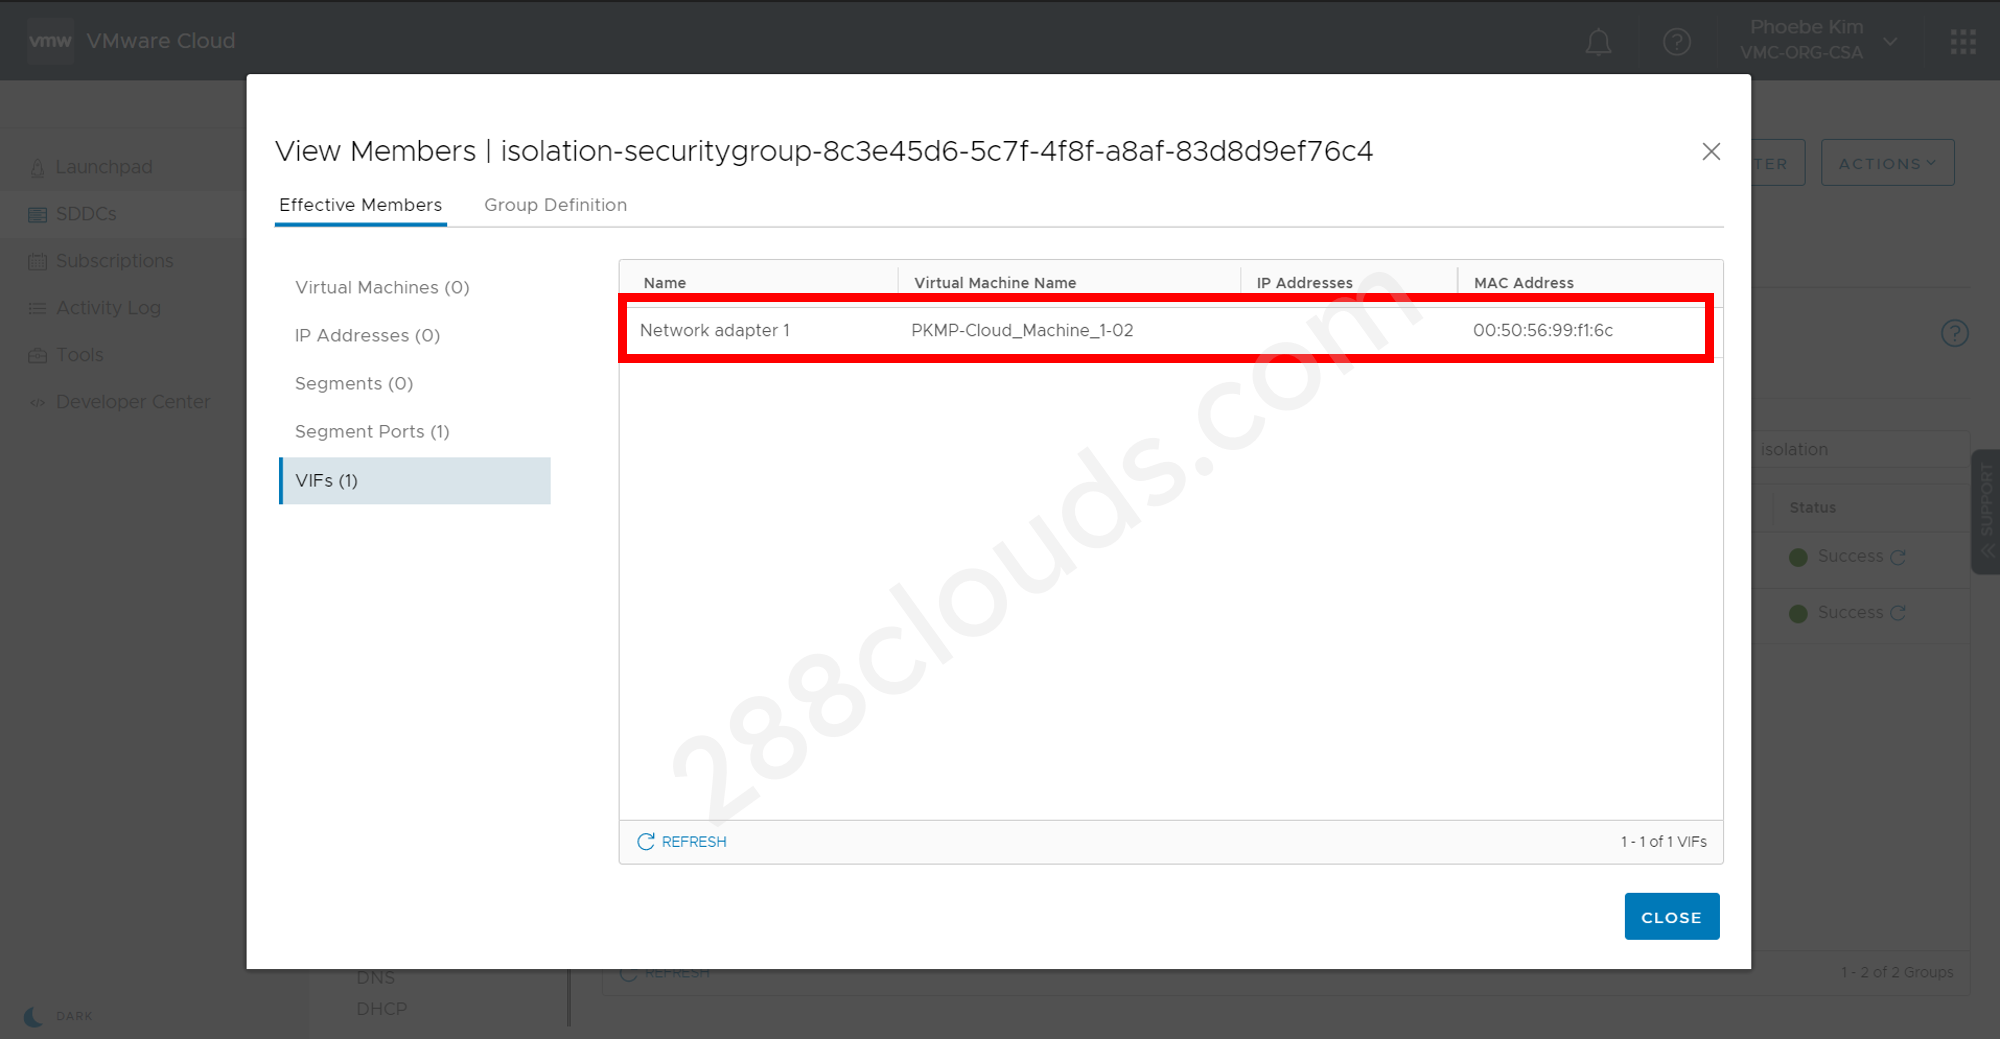 vmw VMware Cloud
Phoebe Kim
VMC-ORG-CSA
Launchpad
SDDCs
Subscriptions
Activity Log
Tools
Developer Center
TER
ACTIONS
View Members | isolation-securitygroup-8c3e45d6-5c7f-4f8f-a8af-83d8d9ef76c4
Effective Members Group Definition
Virtual Machines (0)
IP Addresses (0)
Segments (0)
Segment Ports (1)
VIFs (1)
Name Virtual Machine Name IP Addresses MAC Address
Network adapter 1 PKMP-Cloud_Machine_1-02 00:50:56:99:f1:6c
288clouds.com
REFRESH 1 - 1 of 1 VIFs
CLOSE
isolation
Status
Success
Success
SUPPORT
REFRESH 1 - 2 of 2 Groups
DNS
DHCP
DARK